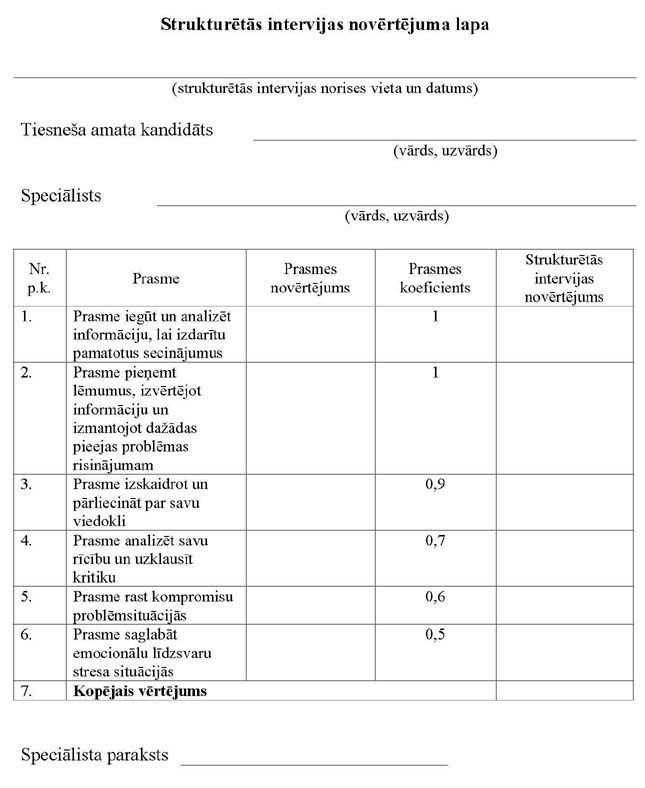 Strukturētās intervijas novērtējuma lapa
(strukturētās intervijas norises vieta un datums)
Tiesneša amata kandidāts
(vārds, uzvārds)
Speciālists
(vārds, uzvārds)
Nr. p.k.
Prasme
Prasmes novērtējums
Prasmes koeficients
Strukturētās intervijas novērtējums
1.
Prasme iegūt un analizēt
informāciju, lai izdarītu
pamatotus secinājumus
1
2.
Prasme pieņemt
lēmumus, izvērtējot
informāciju un
izmantojot dažādas
pieejas problēmas
risinājumam
1
3.
Prasme izskaidrot un
pārliecināt par savu
viedokli
0,9
4.
Prasme analizēt savu
rīcību un uzklausīt
kritiku
0,7
5.
Prasme rast kompromisu
problēmsituācijās
0,6
6.
Prasme saglabāt
emocionālu līdzsvaru
stresa situācijās
0,5
7.
Kopējais vērtējums
Speciālista paraksts